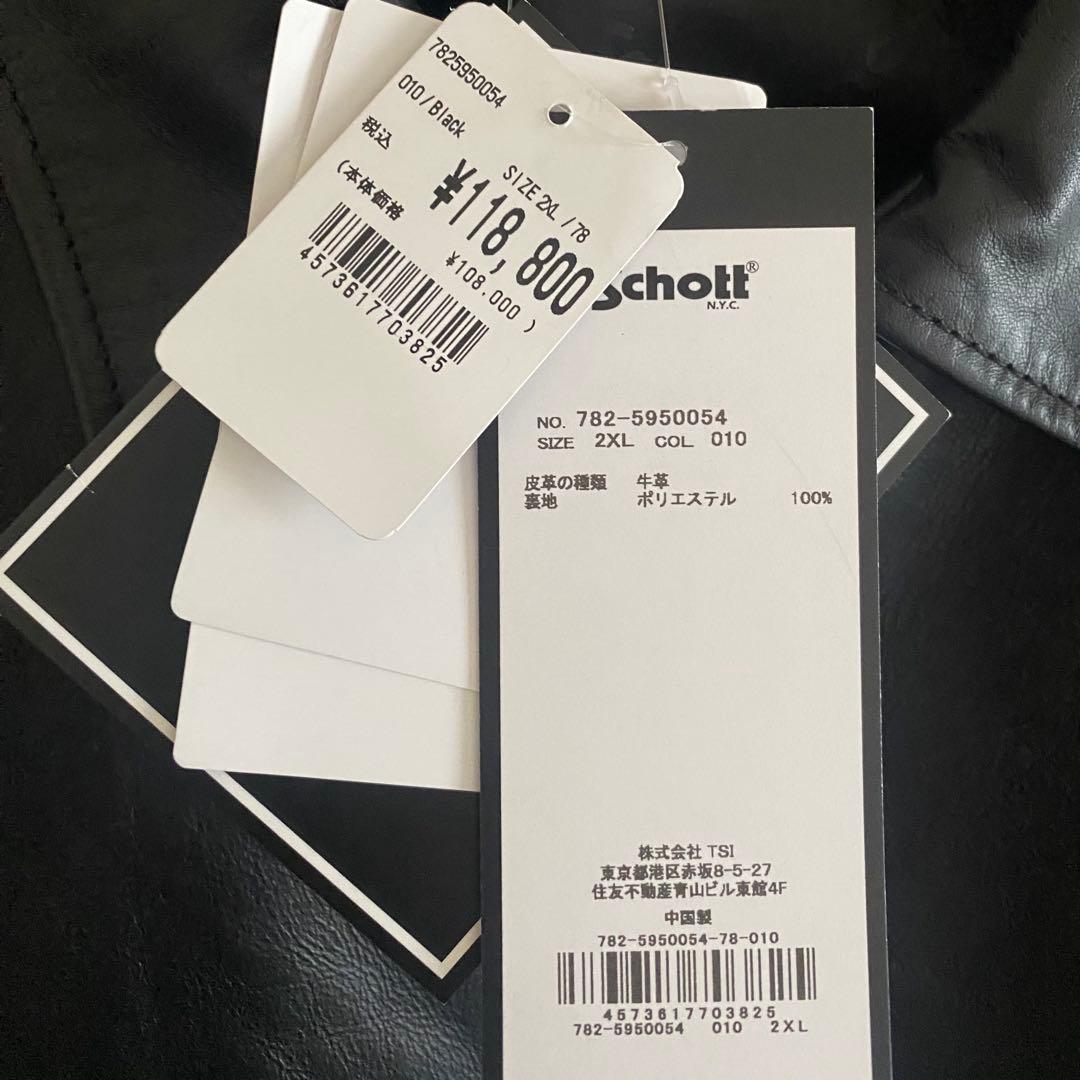 7825950054
010/Black
SIZE 2XL /78
税込 ¥118,800
(本体価格 ¥108.000 )
4573617703825
Schott®
N.Y.C.
NO. 782-5950054
SIZE 2XL COL 010
皮革の種類 牛革
裏地 ポリエステル 100%
株式会社 TSI
東京都港区赤坂8-5-27
住友不動産青山ビル東館4F
中国製
782-5950054-78-010
4573617703825
782-5950054 010 2XL